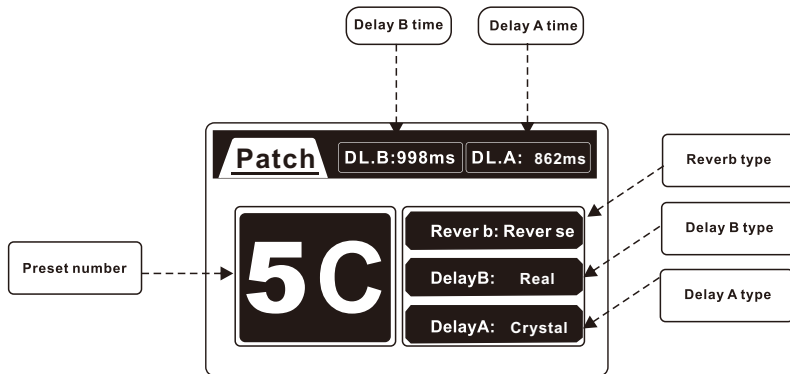 Delay B time
Delay A time
Patch
DL.B:998ms
DL.A: 862ms
Reverb type
Rever b: Rever se
Delay B type
5C
Preset number
DelayB: Real
Delay A type
DelayA: Crystal